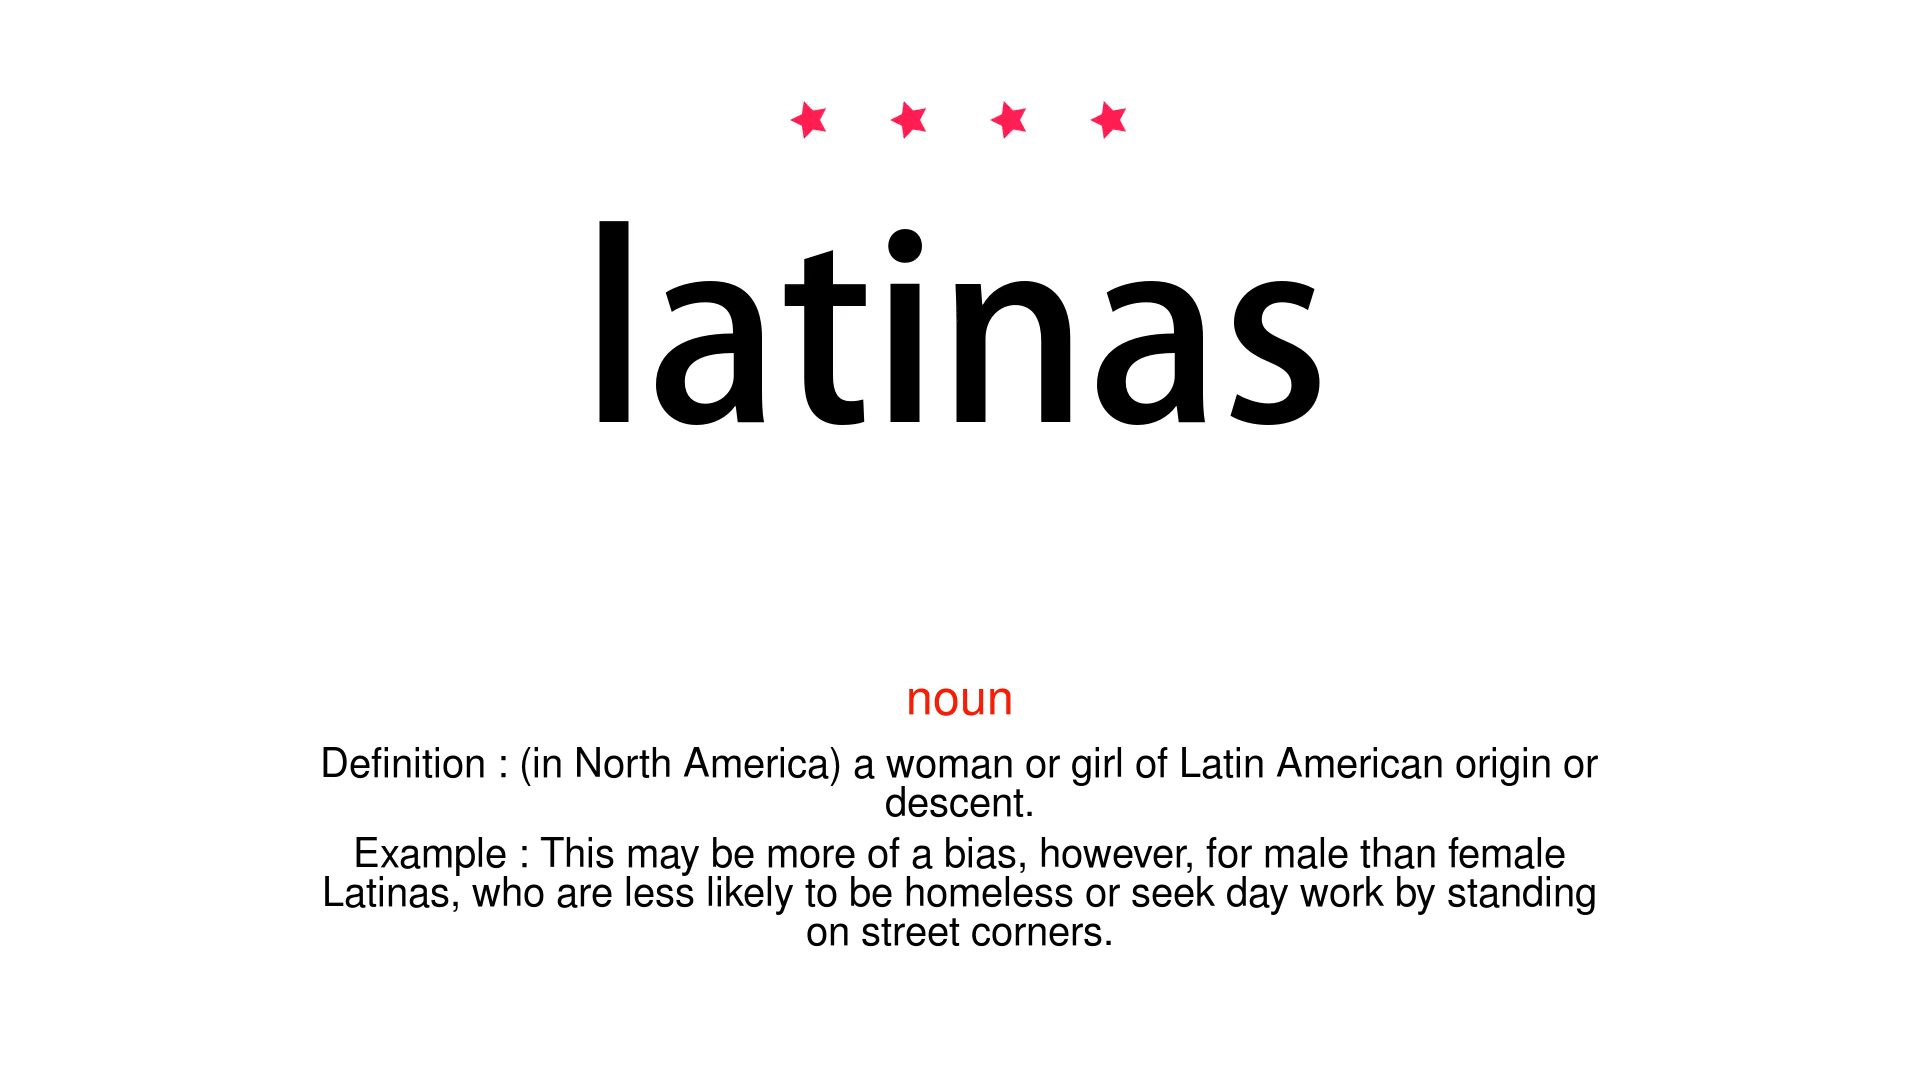 latinas
noun
Definition : (in North America) a woman or girl of Latin American origin or
descent.
Example : This may be more of a bias, however, for male than female
Latinas, who are less likely to be homeless or seek day work by standing
on street corners.